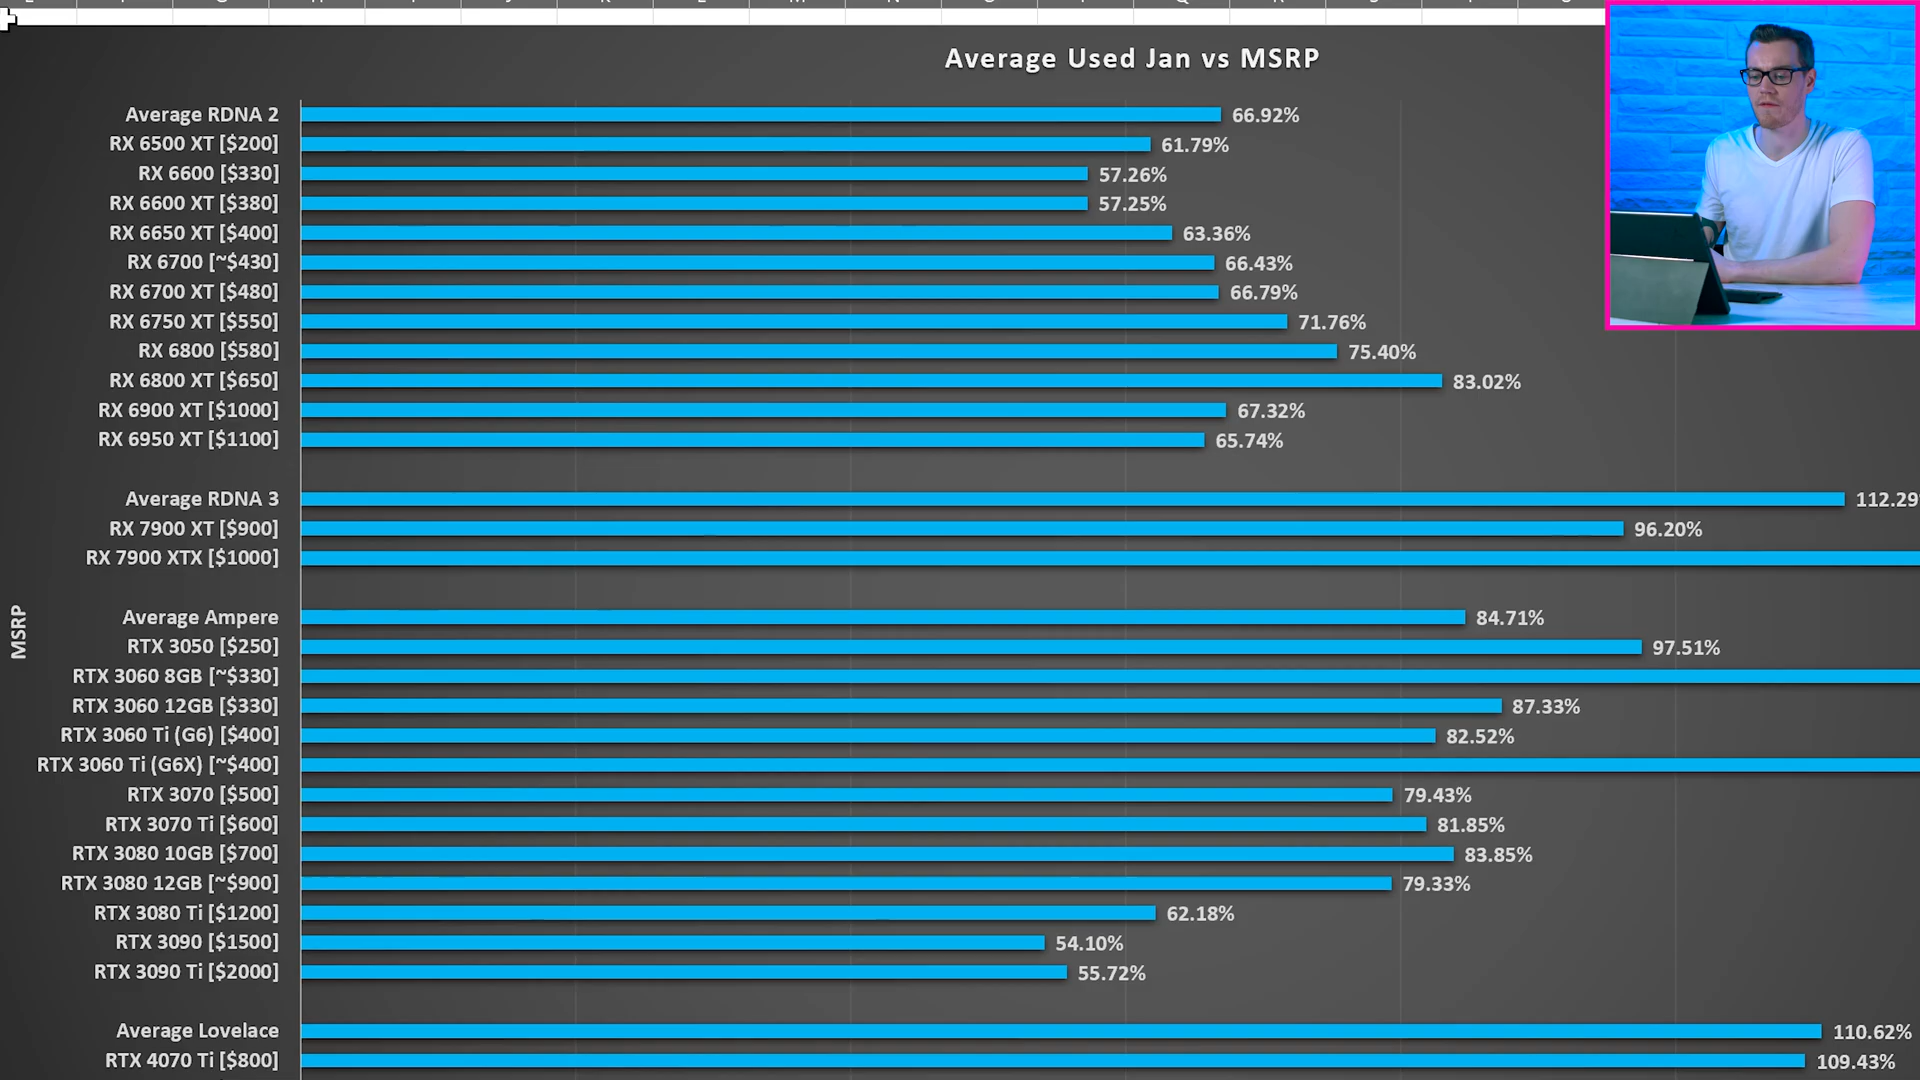 Average Used Jan vs MSRP
Average RDNA 2 66.92%
RX 6500 XT [$200] 61.79%
RX 6600 [$330] 57.26%
RX 6600 XT [$380] 57.25%
RX 6650 XT [$400] 63.36%
RX 6700 [~$430] 66.43%
RX 6700 XT [$480] 66.79%
RX 6750 XT [$550] 71.76%
RX 6800 [$580] 75.40%
RX 6800 XT [$650] 83.02%
RX 6900 XT [$1000] 67.32%
RX 6950 XT [$1100] 65.74%
Average RDNA 3 112.29
RX 7900 XT [$900] 96.20%
RX 7900 XTX [$1000]
MSRP
Average Ampere 84.71%
RTX 3050 [$250] 97.51%
RTX 3060 8GB [~$330]
RTX 3060 12GB [$330] 87.33%
RTX 3060 Ti (G6) [$400] 82.52%
RTX 3060 Ti (G6X) [~$400]
RTX 3070 [$500] 79.43%
RTX 3070 Ti [$600] 81.85%
RTX 3080 10GB [$700] 83.85%
RTX 3080 12GB [~$900] 79.33%
RTX 3080 Ti [$1200] 62.18%
RTX 3090 [$1500] 54.10%
RTX 3090 Ti [$2000] 55.72%
Average Lovelace 110.62%
RTX 4070 Ti [$800] 109.43%